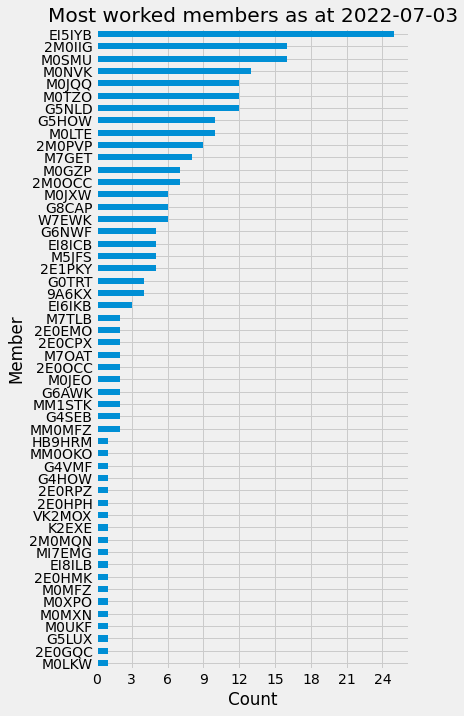 Most worked members as at 2022-07-03
EI5IYB
2M0IIG
M0SMU
M0NVK
M0JQQ
M0TZO
G5NLD
G5HOW
M0LTE
2M0PVP
M7GET
M0GZP
2M0OCC
M0JXW
G8CAP
W7EWK
G6NWF
EI8ICB
M5JFS
2E1PKY
G0TRT
9A6KX
EI6IKB
M7TLB
2E0EMO
2E0CPX
M7OAT
2E0OCC
M0JEO
G6AWK
MM1STK
G4SEB
MM0MFZ
HB9HRM
MM0OKO
G4VMF
G4HOW
2E0RPZ
2E0HPH
VK2MOX
K2EXE
2M0MQN
MI7EMG
EI8ILB
2E0HMK
M0MFZ
M0XPO
M0MXN
M0UKF
G5LUX
2E0GQC
M0LKW
Member
0 3 6 9 12 15 18 21 24
Count